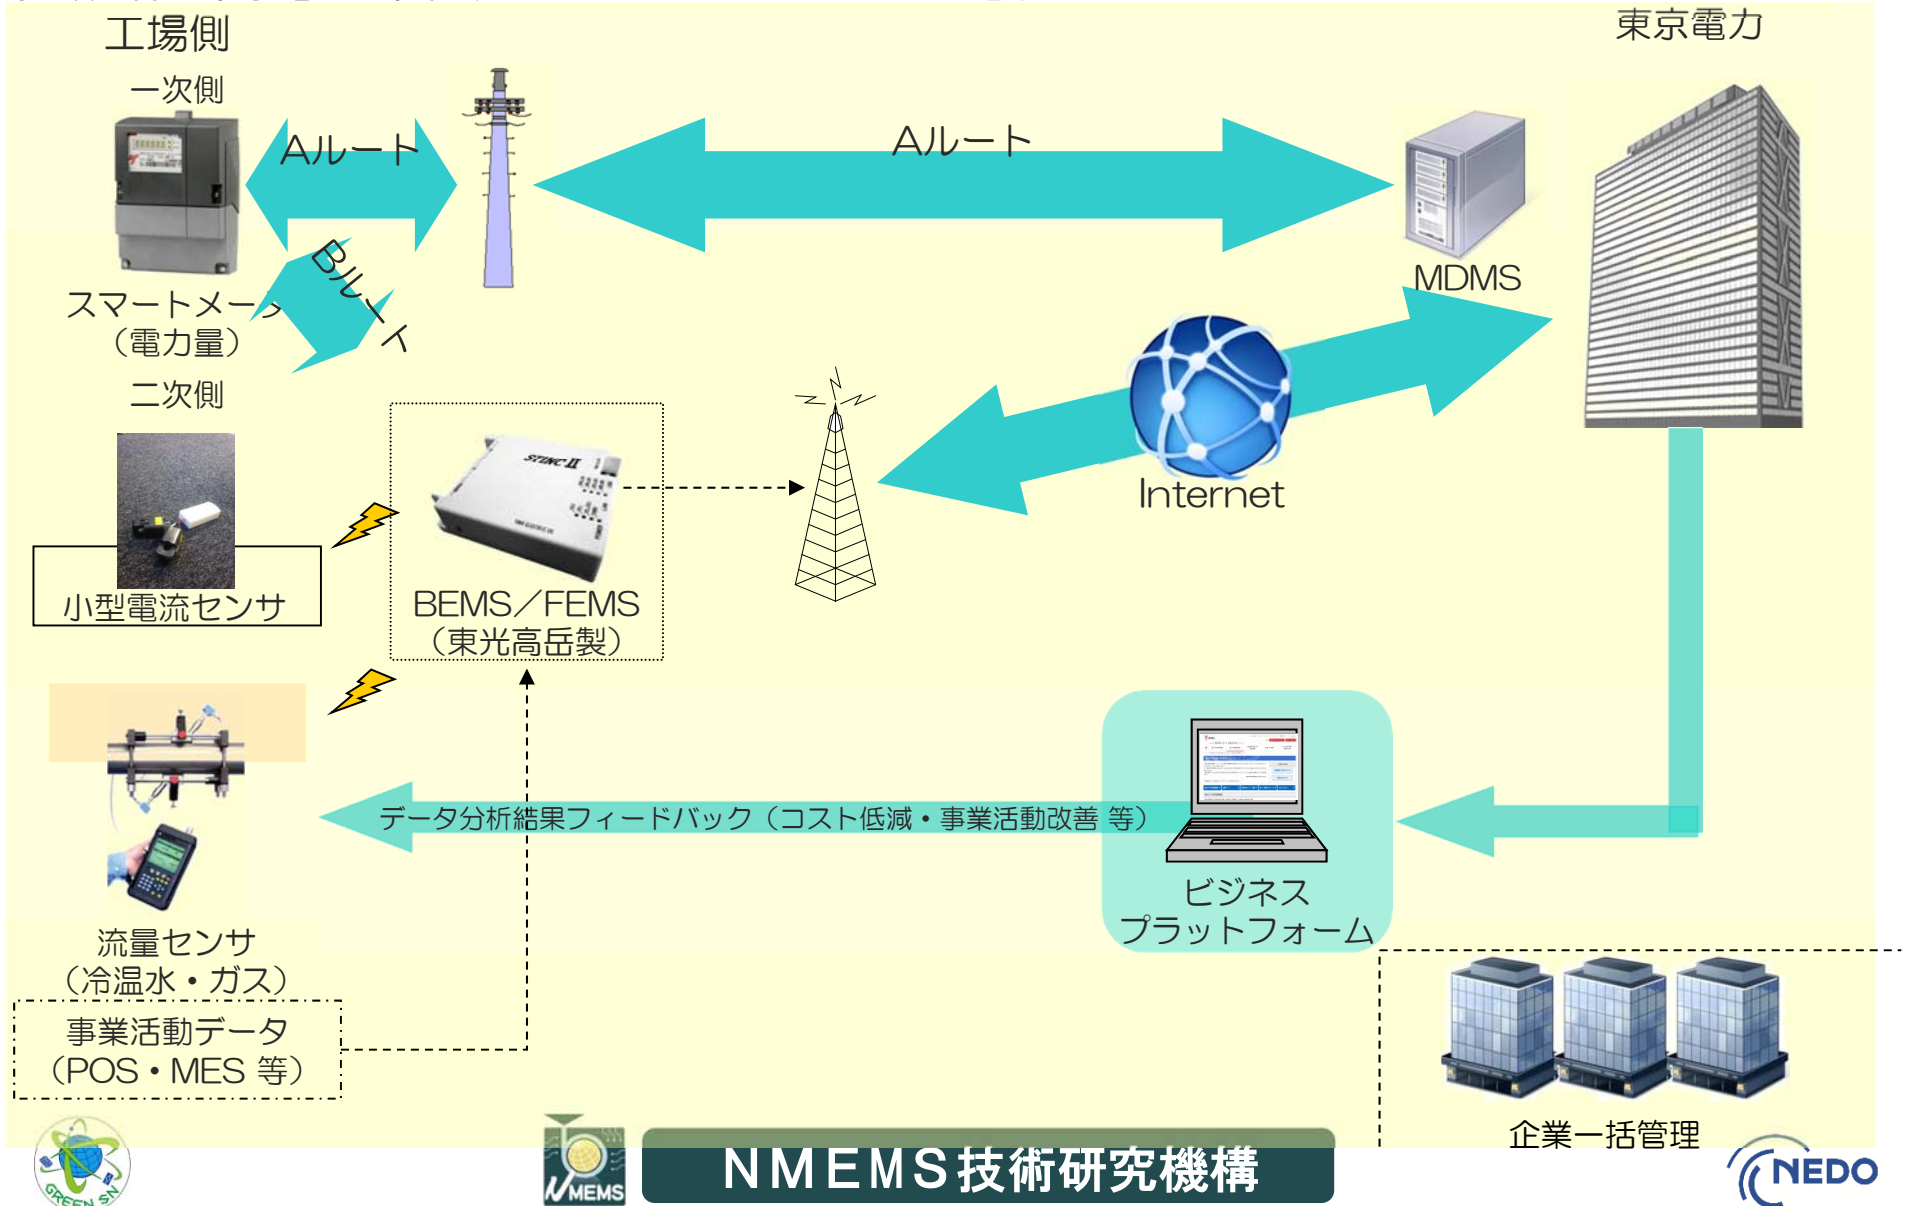 工場側
東京電力
一次側
Aルート
Aルート
Bルート
MDMS
スマートメータ
（電力量）
二次側
STiNC-II
Internet
小型電流センサ
BEMS／FEMS
（東光高岳製）
データ分析結果フィードバック（コスト低減・事業活動改善 等）
ビジネス
プラットフォーム
流量センサ
（冷温水・ガス）
事業活動データ
（POS・MES 等）
企業一括管理
GREEN SN
MEMS
NMEMS技術研究機構
NEDO